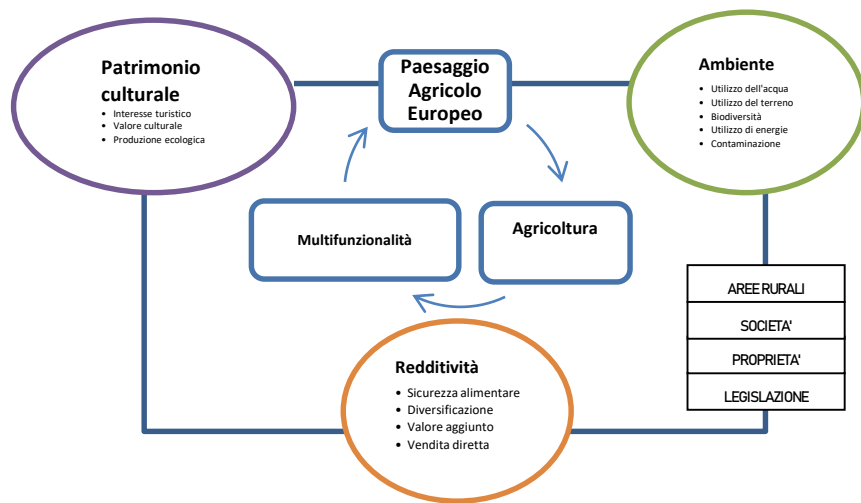 Patrimonio
culturale
• Interesse turistico
• Valore culturale
• Produzione ecologica
Paesaggio
Agricolo
Europeo
Ambiente
• Utilizzo dell'acqua
• Utilizzo del terreno
• Biodiversità
• Utilizzo di energie
• Contaminazione
Multifunzionalità
Agricoltura
AREE RURALI
SOCIETA'
PROPRIETA'
LEGISLAZIONE
Redditività
• Sicurezza alimentare
• Diversificazione
• Valore aggiunto
• Vendita diretta